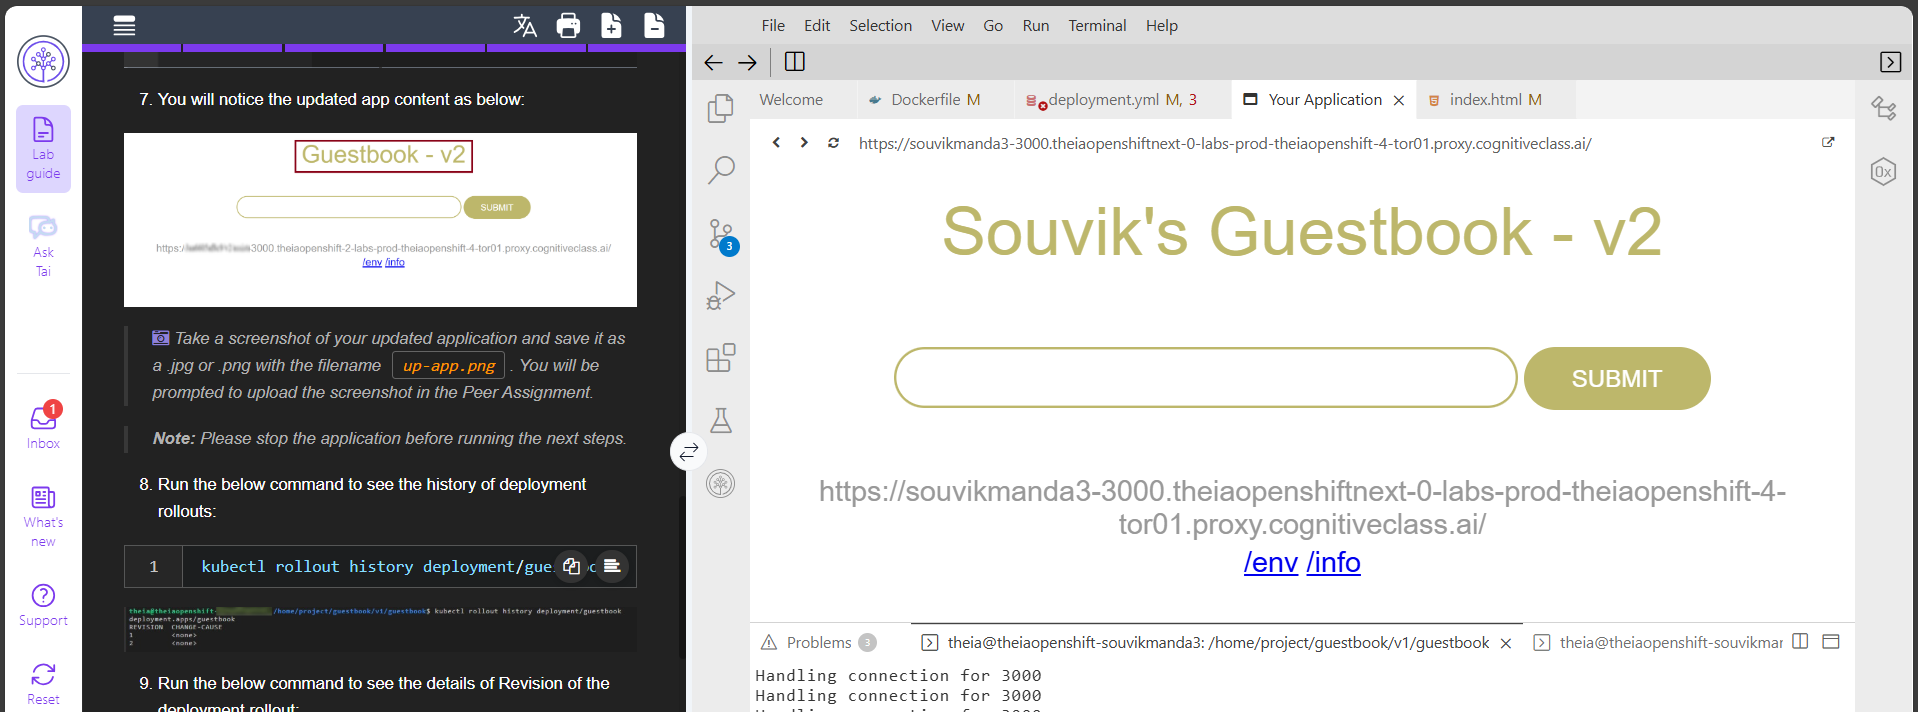 File Edit Selection View Go Run Terminal Help
Lab guide
Ask Tai
1
Inbox
What's new
Support
Reset
7. You will notice the updated app content as below:
Guestbook - v2
SUBMIT
https:/ 3000.theiaopenshift-2-labs-prod-theiaopenshift-4-tor01.proxy.cognitiveclass.ai/
/env /info
Take a screenshot of your updated application and save it as
a .jpg or .png with the filename up-app.png . You will be
prompted to upload the screenshot in the Peer Assignment.
Note: Please stop the application before running the next steps.
8. Run the below command to see the history of deployment
rollouts:
1 kubectl rollout history deployment/gue
theia@theiaopenshift- /home/project/guestbook/v1/guestbook$ kubectl rollout history deployment/guestbook
deployment.apps/guestbook
REVISION CHANGE-CAUSE
1 <none>
2 <none>
9. Run the below command to see the details of Revision of the
deployment rollout:
3
Welcome Dockerfile M deployment.yml M, 3 Your Application index.html M
https://souvikmanda3-3000.theiaopenshiftnext-0-labs-prod-theiaopenshift-4-tor01.proxy.cognitiveclass.ai/
Souvik's Guestbook - v2
SUBMIT
https://souvikmanda3-3000.theiaopenshiftnext-0-labs-prod-theiaopenshift-4-
tor01.proxy.cognitiveclass.ai/
/env /info
Problems 3 theia@theiaopenshift-souvikmanda3: /home/project/guestbook/v1/guestbook theia@theiaopenshift-souvikmar
Handling connection for 3000
Handling connection for 3000
Handling connection for 3000
0x